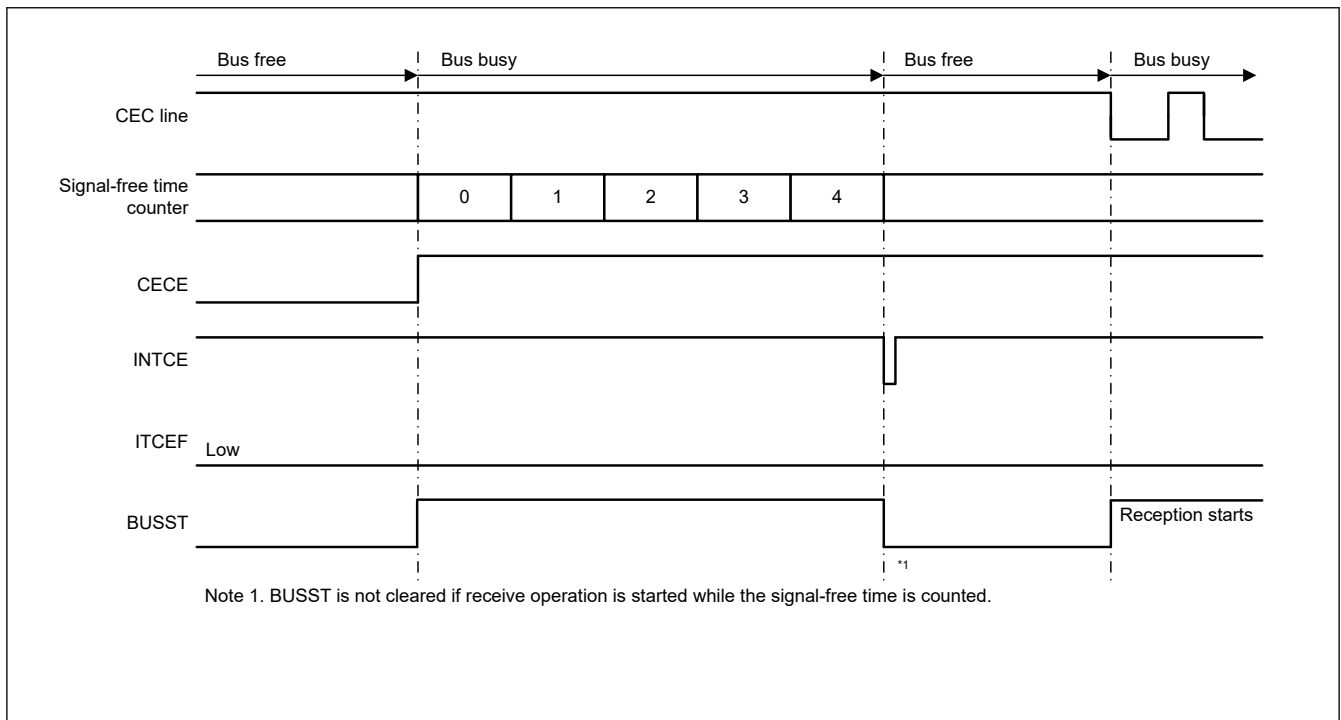 Bus free Bus busy Bus free Bus busy
CEC line
Signal-free time
counter
0 1 2 3 4
CECE
INTCE
ITCEF
Low
BUSST
Reception starts
*1
Note 1. BUSST is not cleared if receive operation is started while the signal-free time is counted.